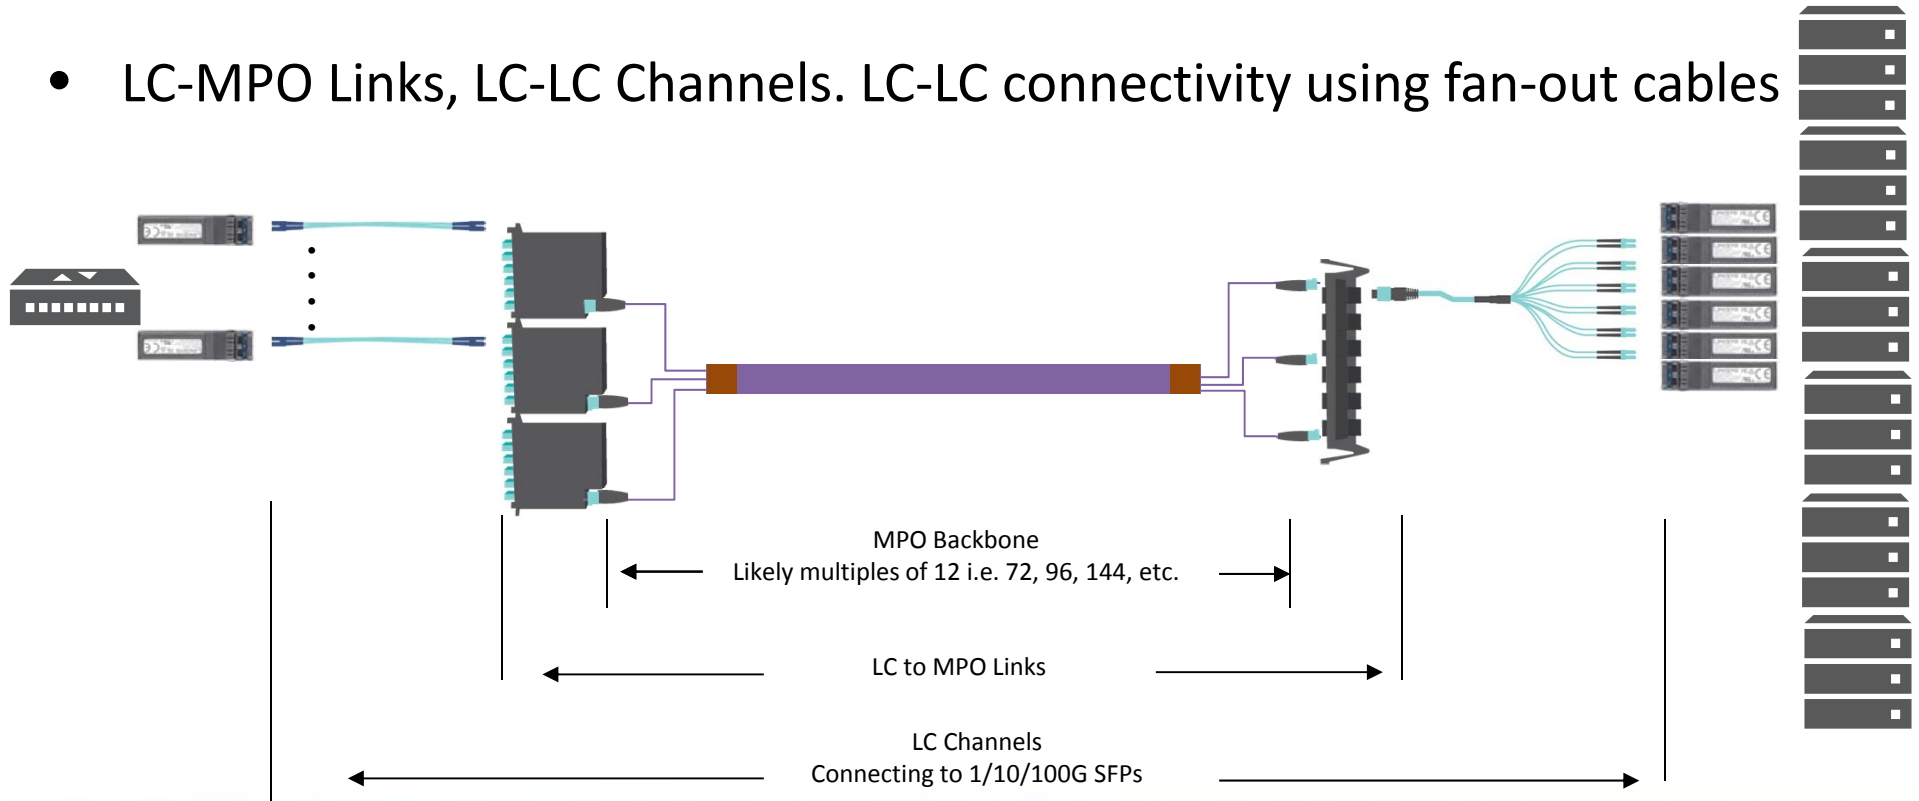 • LC-MPO Links, LC-LC Channels. LC-LC connectivity using fan-out cables
MPO Backbone
Likely multiples of 12 i.e. 72, 96, 144, etc.
LC to MPO Links
LC Channels
Connecting to 1/10/100G SFPs